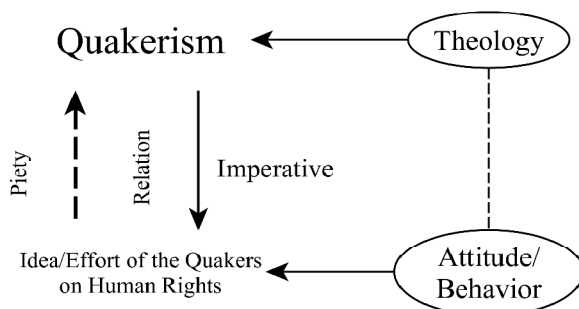 Quakerism
Theology
Piety
Relation
Imperative
Idea/Effort of the Quakers
on Human Rights
Attitude/
Behavior